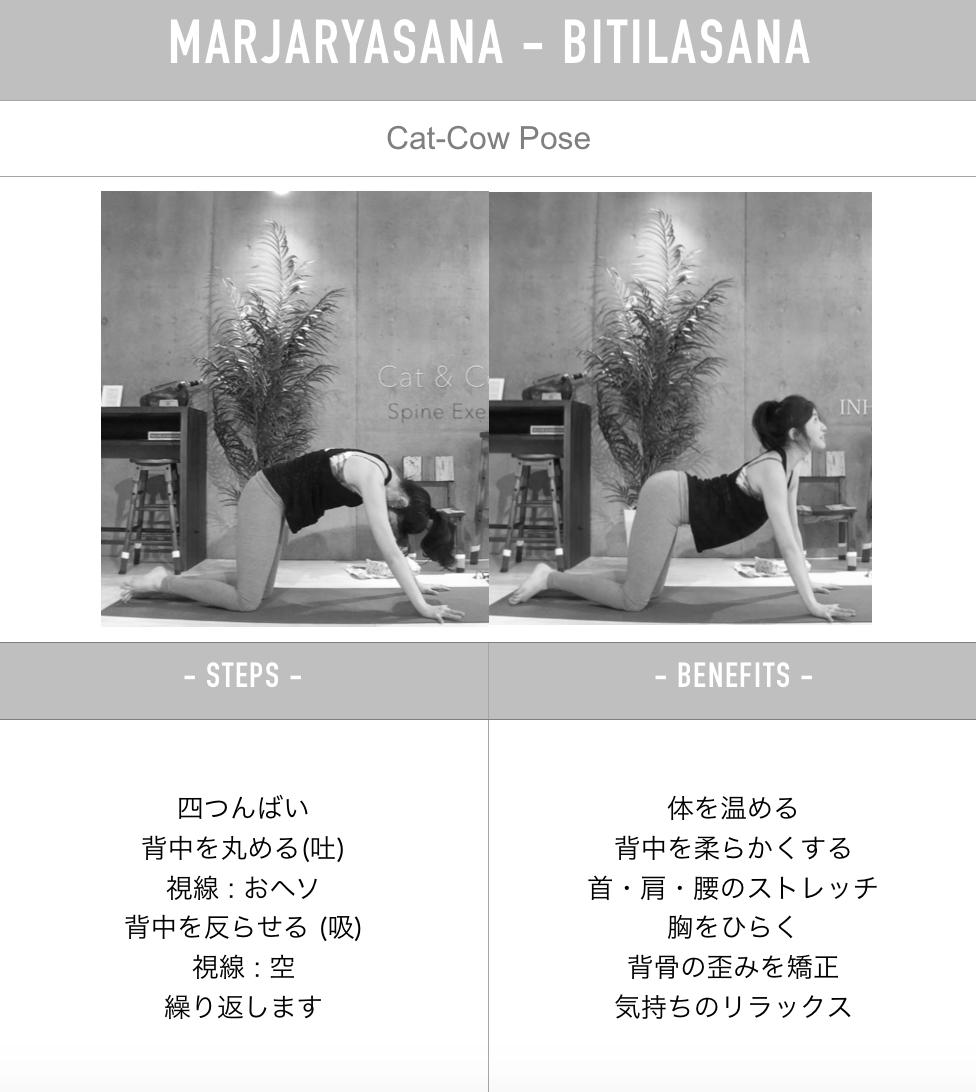 MARJARYASANA - BITILASANA
Cat-Cow Pose
Cat & C
Spine Exe
INH
- STEPS -
四つんばい
背中を丸める(吐)
視線 : おヘソ
背中を反らせる (吸)
視線 : 空
繰り返します
- BENEFITS -
体を温める
背中を柔らかくする
首・肩・腰のストレッチ
胸をひらく
背骨の歪みを矯正
気持ちのリラックス